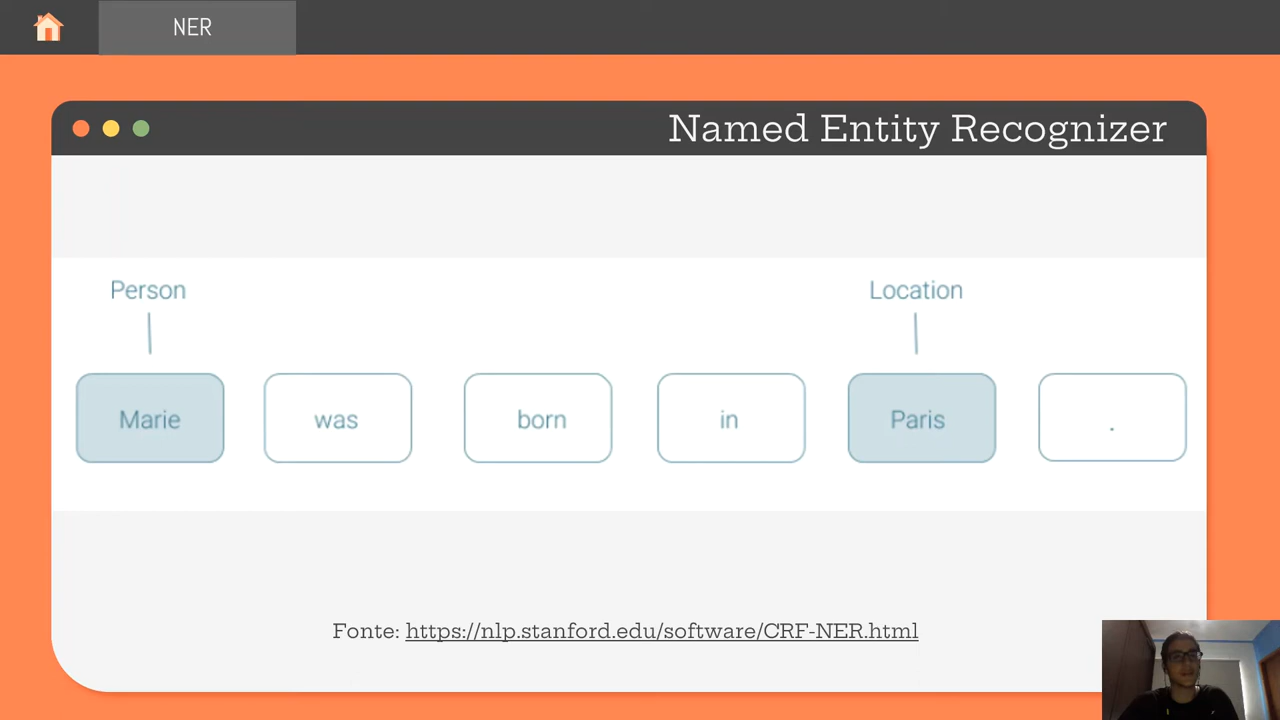 NER
Named Entity Recognizer
Person Location
Marie was born in Paris .
Fonte: https://nlp.stanford.edu/software/CRF-NER.html